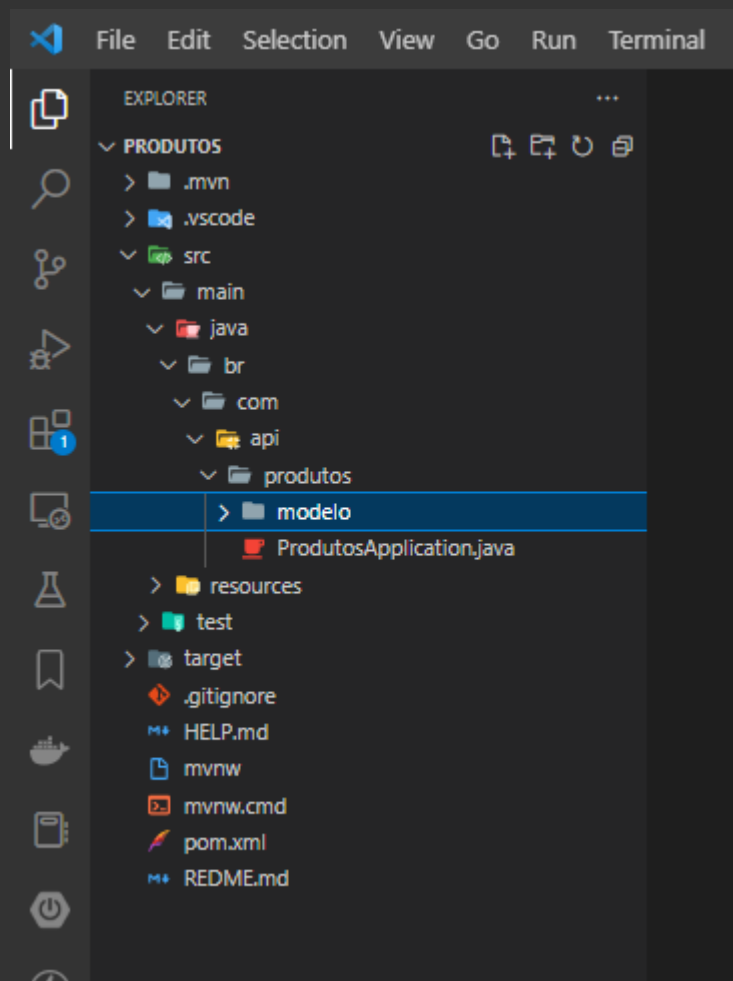 File Edit Selection View Go Run Terminal
EXPLORER
PRODUTOS
.mvn
.vscode
src
main
java
br
com
api
produtos
modelo
ProdutosApplication.java
resources
test
target
.gitignore
HELP.md
mvnw
mvnw.cmd
pom.xml
REDME.md
1